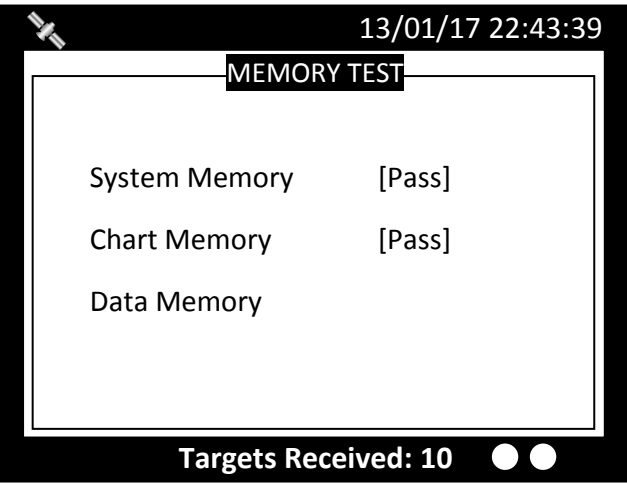 13/01/17 22:43:39
MEMORY TEST
System Memory [Pass]
Chart Memory [Pass]
Data Memory
Targets Received: 10